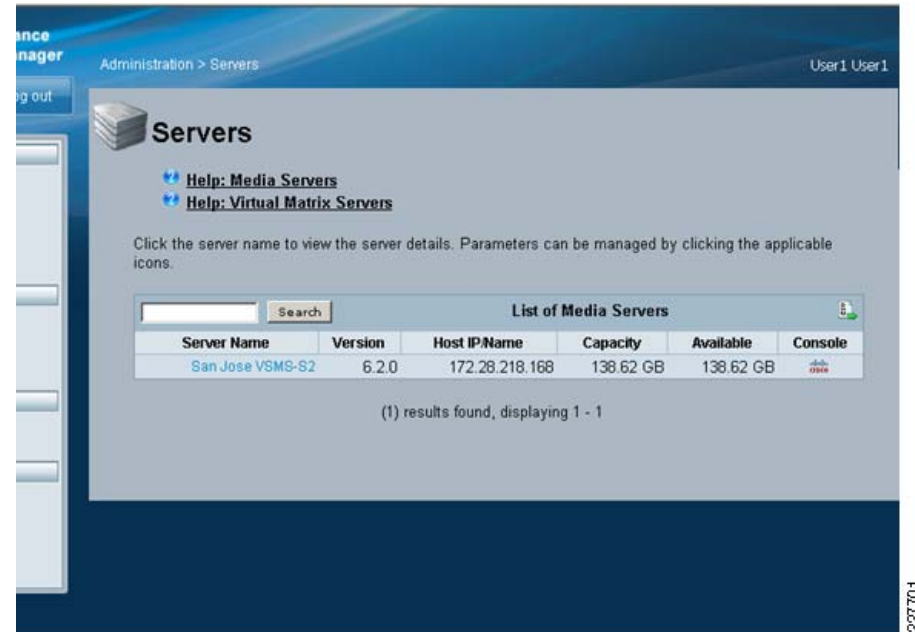 ance
nager
Administration > Servers
User1 User1
og out
Servers
Help: Media Servers
Help: Virtual Matrix Servers
Click the server name to view the server details. Parameters can be managed by clicking the applicable
icons.
Search
List of Media Servers
Server Name Version Host IP/Name Capacity Available Console
San Jose VSMS-S2 6.2.0 172.28.218.168 138.62 GB 138.62 GB cisco
(1) results found, displaying 1 - 1